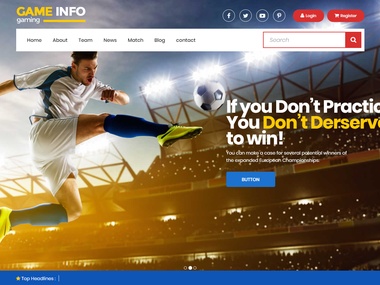 GAME INFO
gaming
Login
Register
Home
About
Team
News
Match
Blog
contact
Search
If you Don't Practice
You Don't Derserve
to win!
You can make a case for several potential winners of
the expanded European Championships.
BUTTON
Top Headlines :